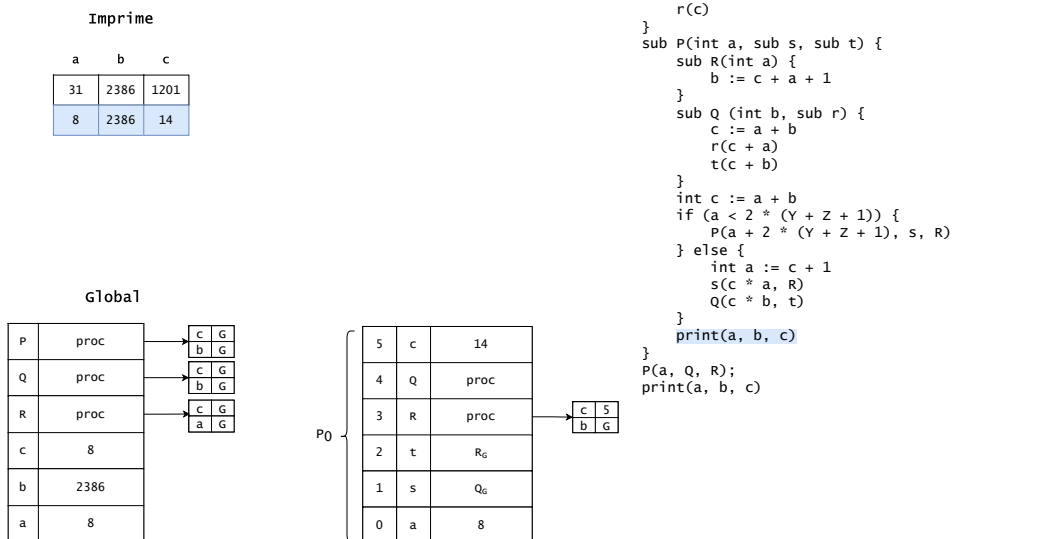 Imprime
a b c
31 2386 1201
8 2386 14
Global
P proc c G
b G
Q proc c G
b G
R proc c G
a G
c 8
b 2386
a 8
P0
5 c 14
4 Q proc
3 R proc c 5
b G
2 t RG
1 s QG
0 a 8
r(c)
}
sub P(int a, sub s, sub t) {
sub R(int a) {
b := c + a + 1
}
sub Q (int b, sub r) {
c := a + b
r(c + a)
t(c + b)
}
int c := a + b
if (a < 2 * (Y + Z + 1)) {
P(a + 2 * (Y + Z + 1), s, R)
} else {
int a := c + 1
s(c * a, R)
Q(c * b, t)
}
print(a, b, c)
}
P(a, Q, R);
print(a, b, c)